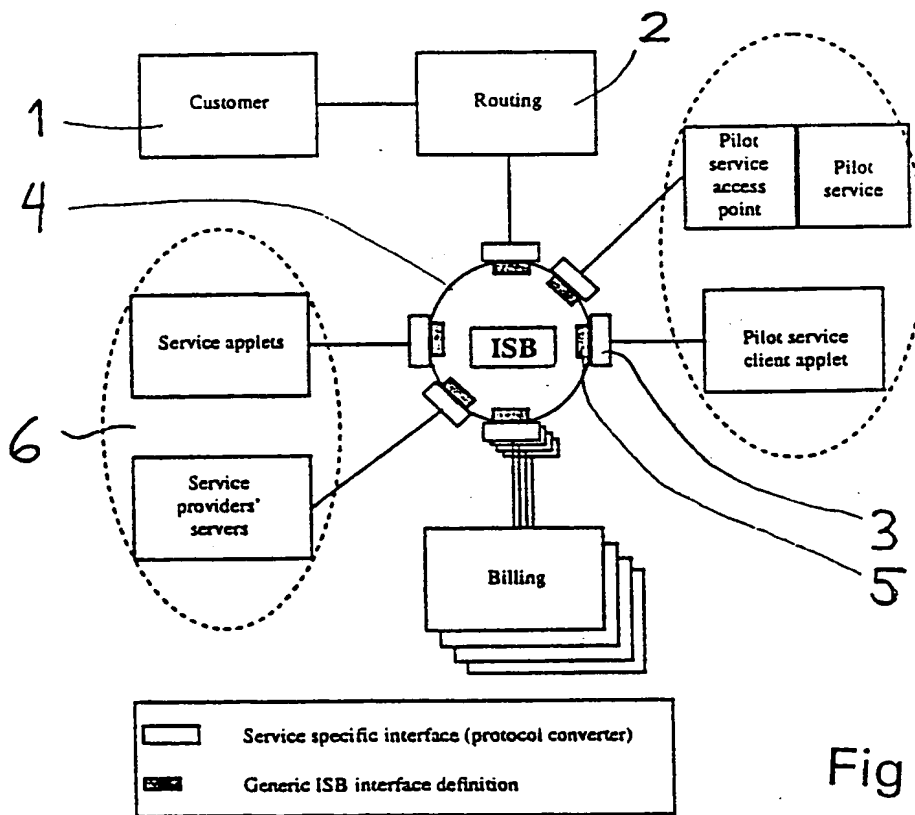 2
Customer
Routing
1
Pilot
service
access
point
Pilot
service
4
Service applets
ISB
Pilot service
client applet
6
Service
providers'
servers
3
Billing
5
Service specific interface (protocol converter)
Generic ISB interface definition
Fig